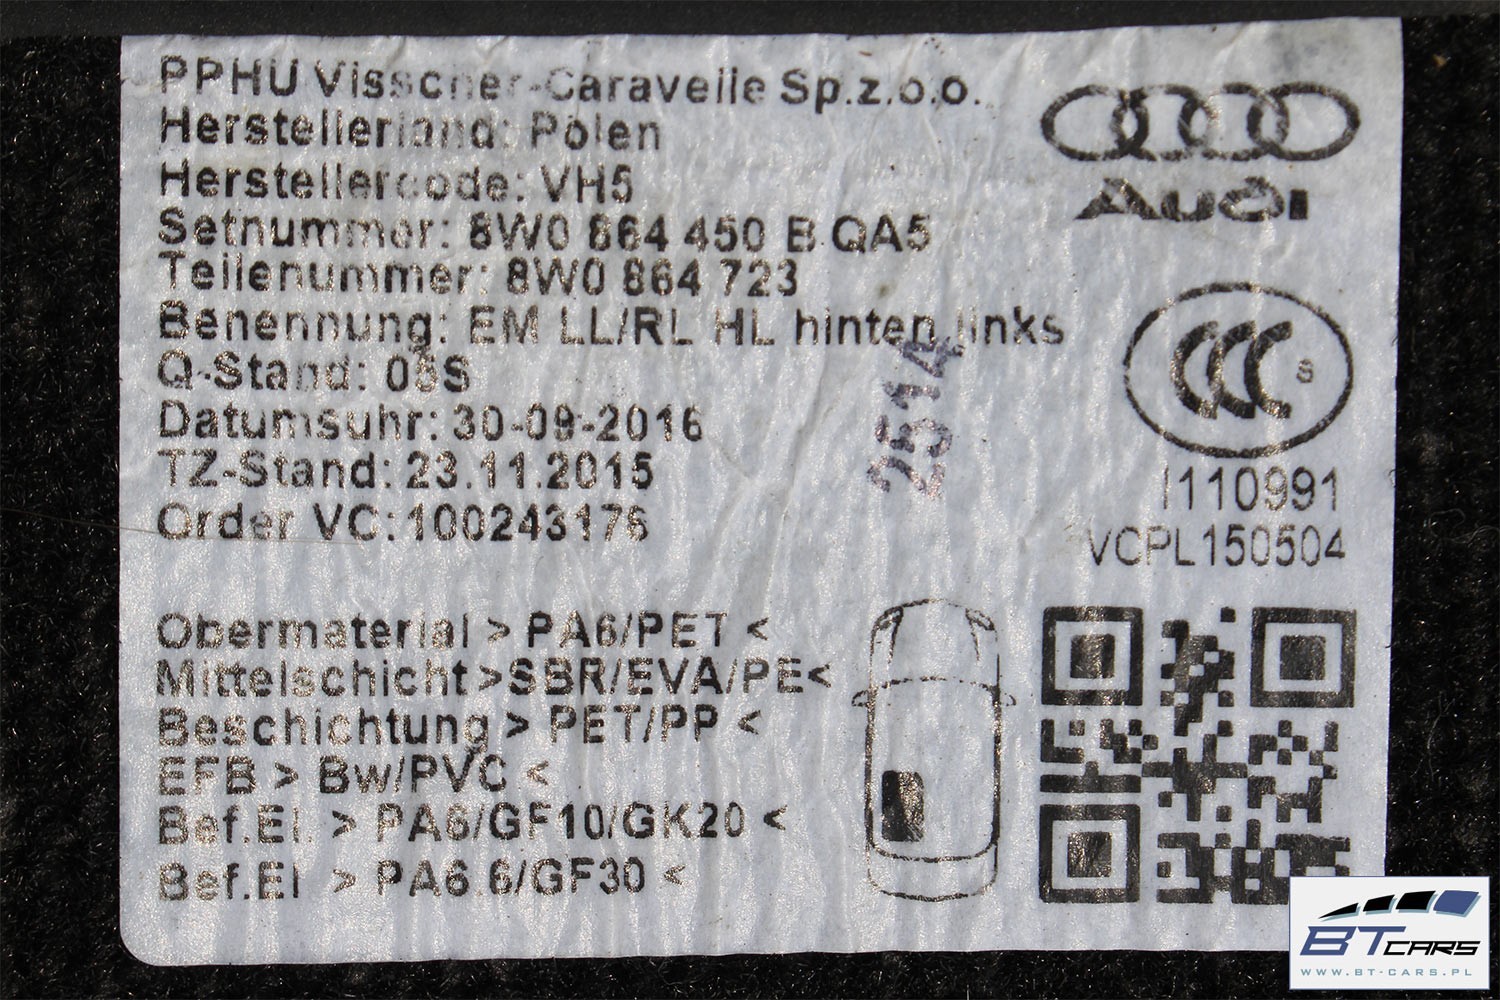 PPHU Visscher-Caravelle Sp.z.o.o.
Herstellerland: Polen
Herstellercode: VH5
Setnummer: 8W0 864 450 B QA5
Teilenummer: 8W0 864 723
Benennung: EM LL/RL HL hinten links
Q-Stand: 06S
Datumsuhr: 30-09-2016
TZ-Stand: 23.11.2015
Order VC:100243176
Audi
S
I110991
VCPL150504
2514
Obermaterial > PA6/PET <
Mittelschicht>SBR/EVA/PE<
Beschichtung > PET/PP <
EFB > Bw/PVC <
Bef.El. > PA6/GF10/GK20 <
Bef.El > PA6.6/GF30 <
BT CARS
WWW.BT-CARS.PL